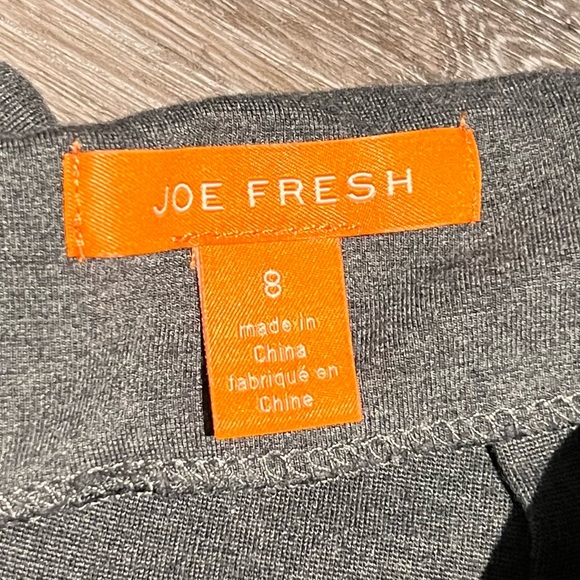 JOE FRESH
8
made in
China
fabriqué en
Chine